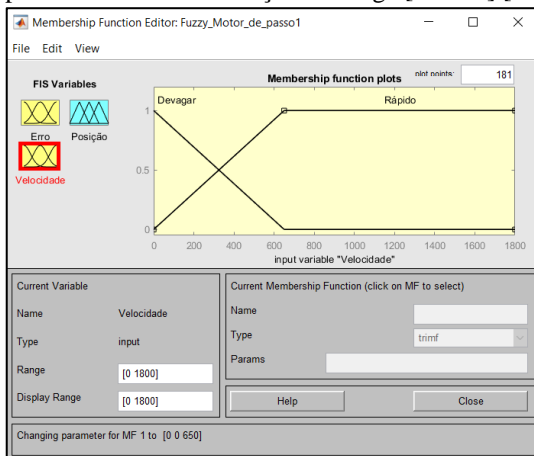 Membership Function Editor: Fuzzy_Motor_de_passo1
File Edit View
FIS Variables
Membership function plots
plot points:
181
Erro
Posição
Velocidade
Devagar
Rápido
1
0.5
0
0 200 400 600 800 1000 1200 1400 1600 1800
input variable "Velocidade"
Current Variable
Name Velocidade
Type input
Range [0 1800]
Display Range [0 1800]
Current Membership Function (click on MF to select)
Name
Type trimf
Params
Help
Close
Changing parameter for MF 1 to [0 0 650]